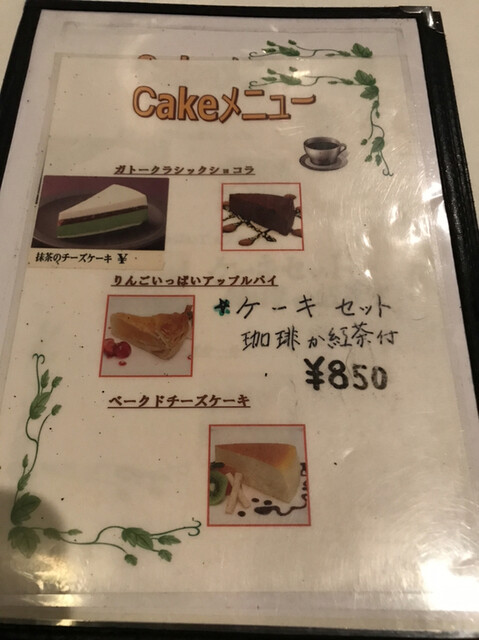 Cakeメニュー
ガトークラシックショコラ
抹茶のチーズケーキ ¥
りんごいっぱいアップルパイ
ケーキセット
珈琲か紅茶付
¥850
ベークドチーズケーキ